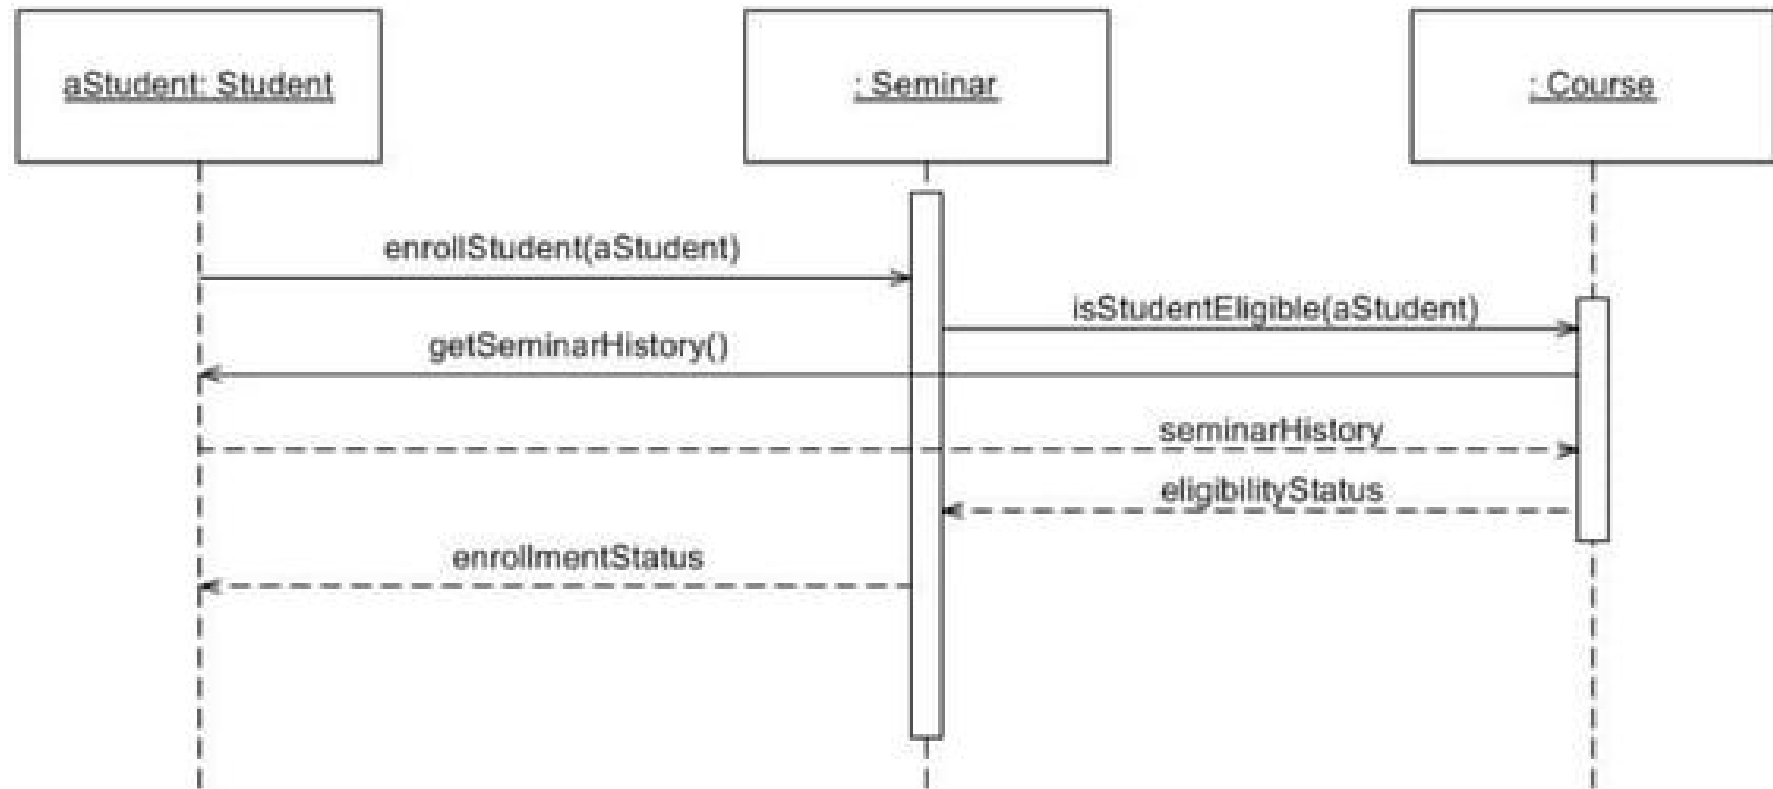 aStudent: Student
: Seminar
: Course
enrollStudent(aStudent)
isStudentEligible(aStudent)
getSeminarHistory()
seminarHistory
eligibilityStatus
enrollmentStatus